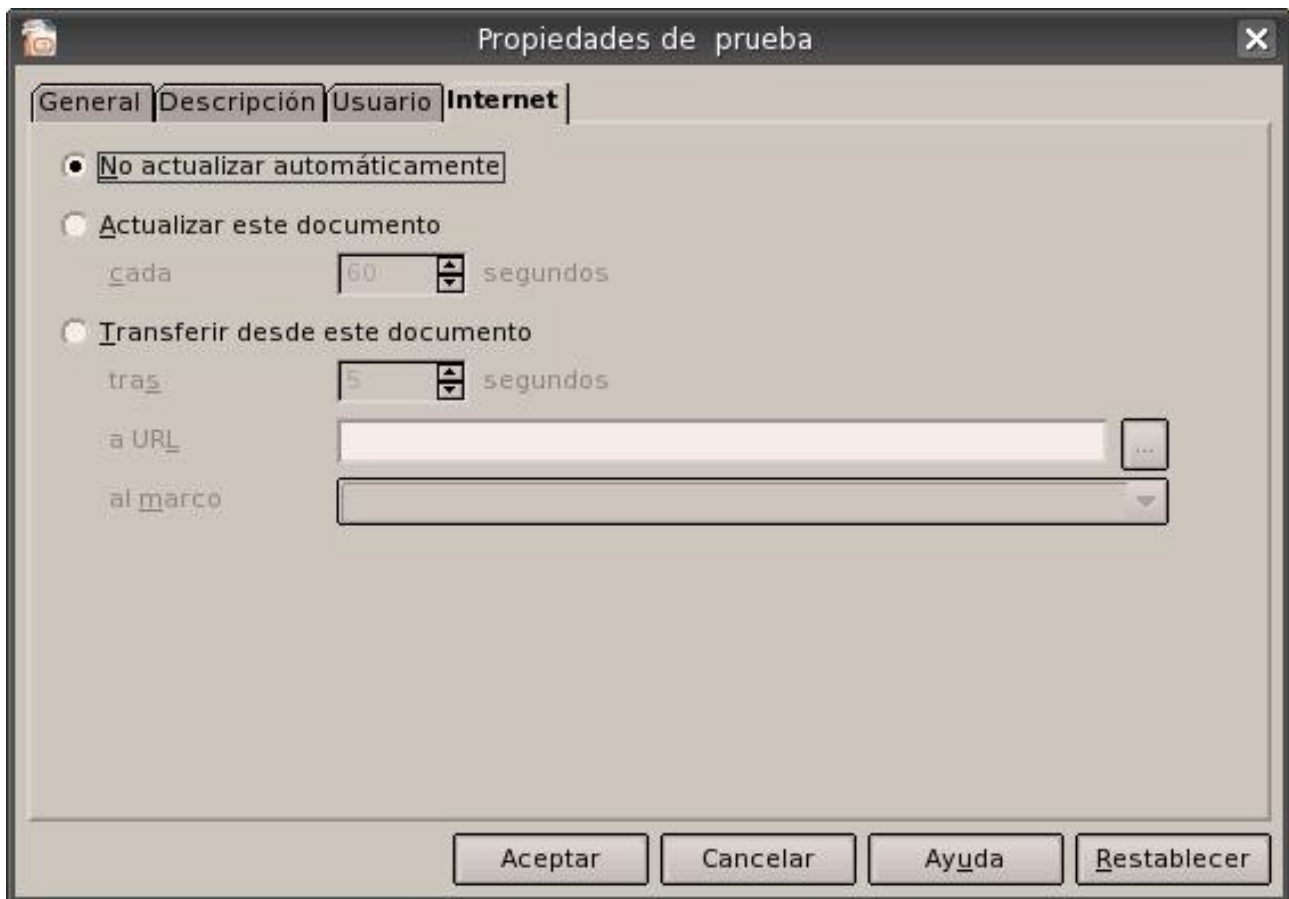 Propiedades de prueba
General Descripción Usuario Internet
No actualizar automáticamente
Actualizar este documento
cada 60 segundos
Transferir desde este documento
tras 5 segundos
a URL ...
al marco
Aceptar Cancelar Ayuda Restablecer